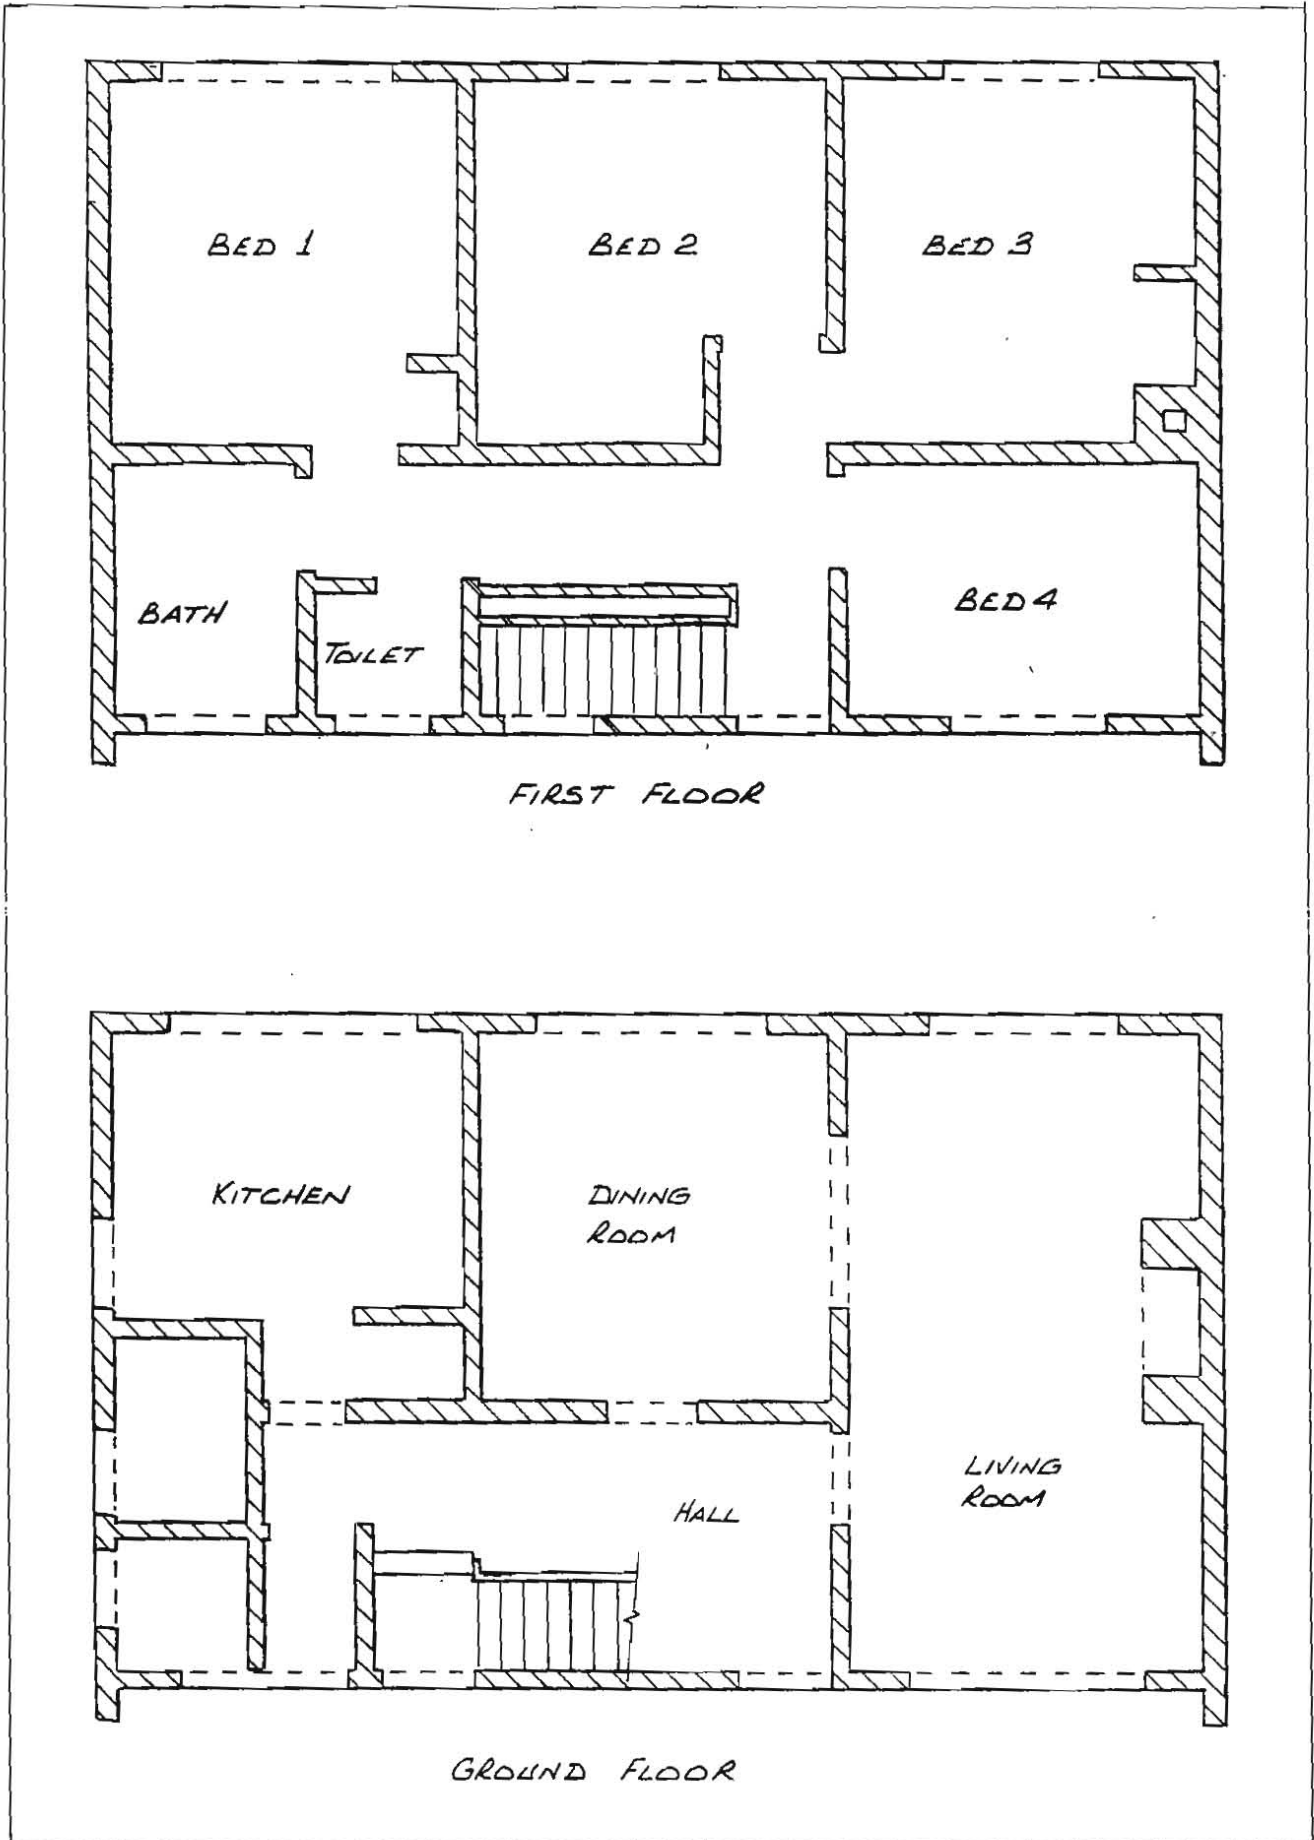 BED 1
BED 2
BED 3
BATH
TOILET
BED 4
FIRST FLOOR
KITCHEN
DINING
ROOM
LIVING
ROOM
HALL
GROUND FLOOR